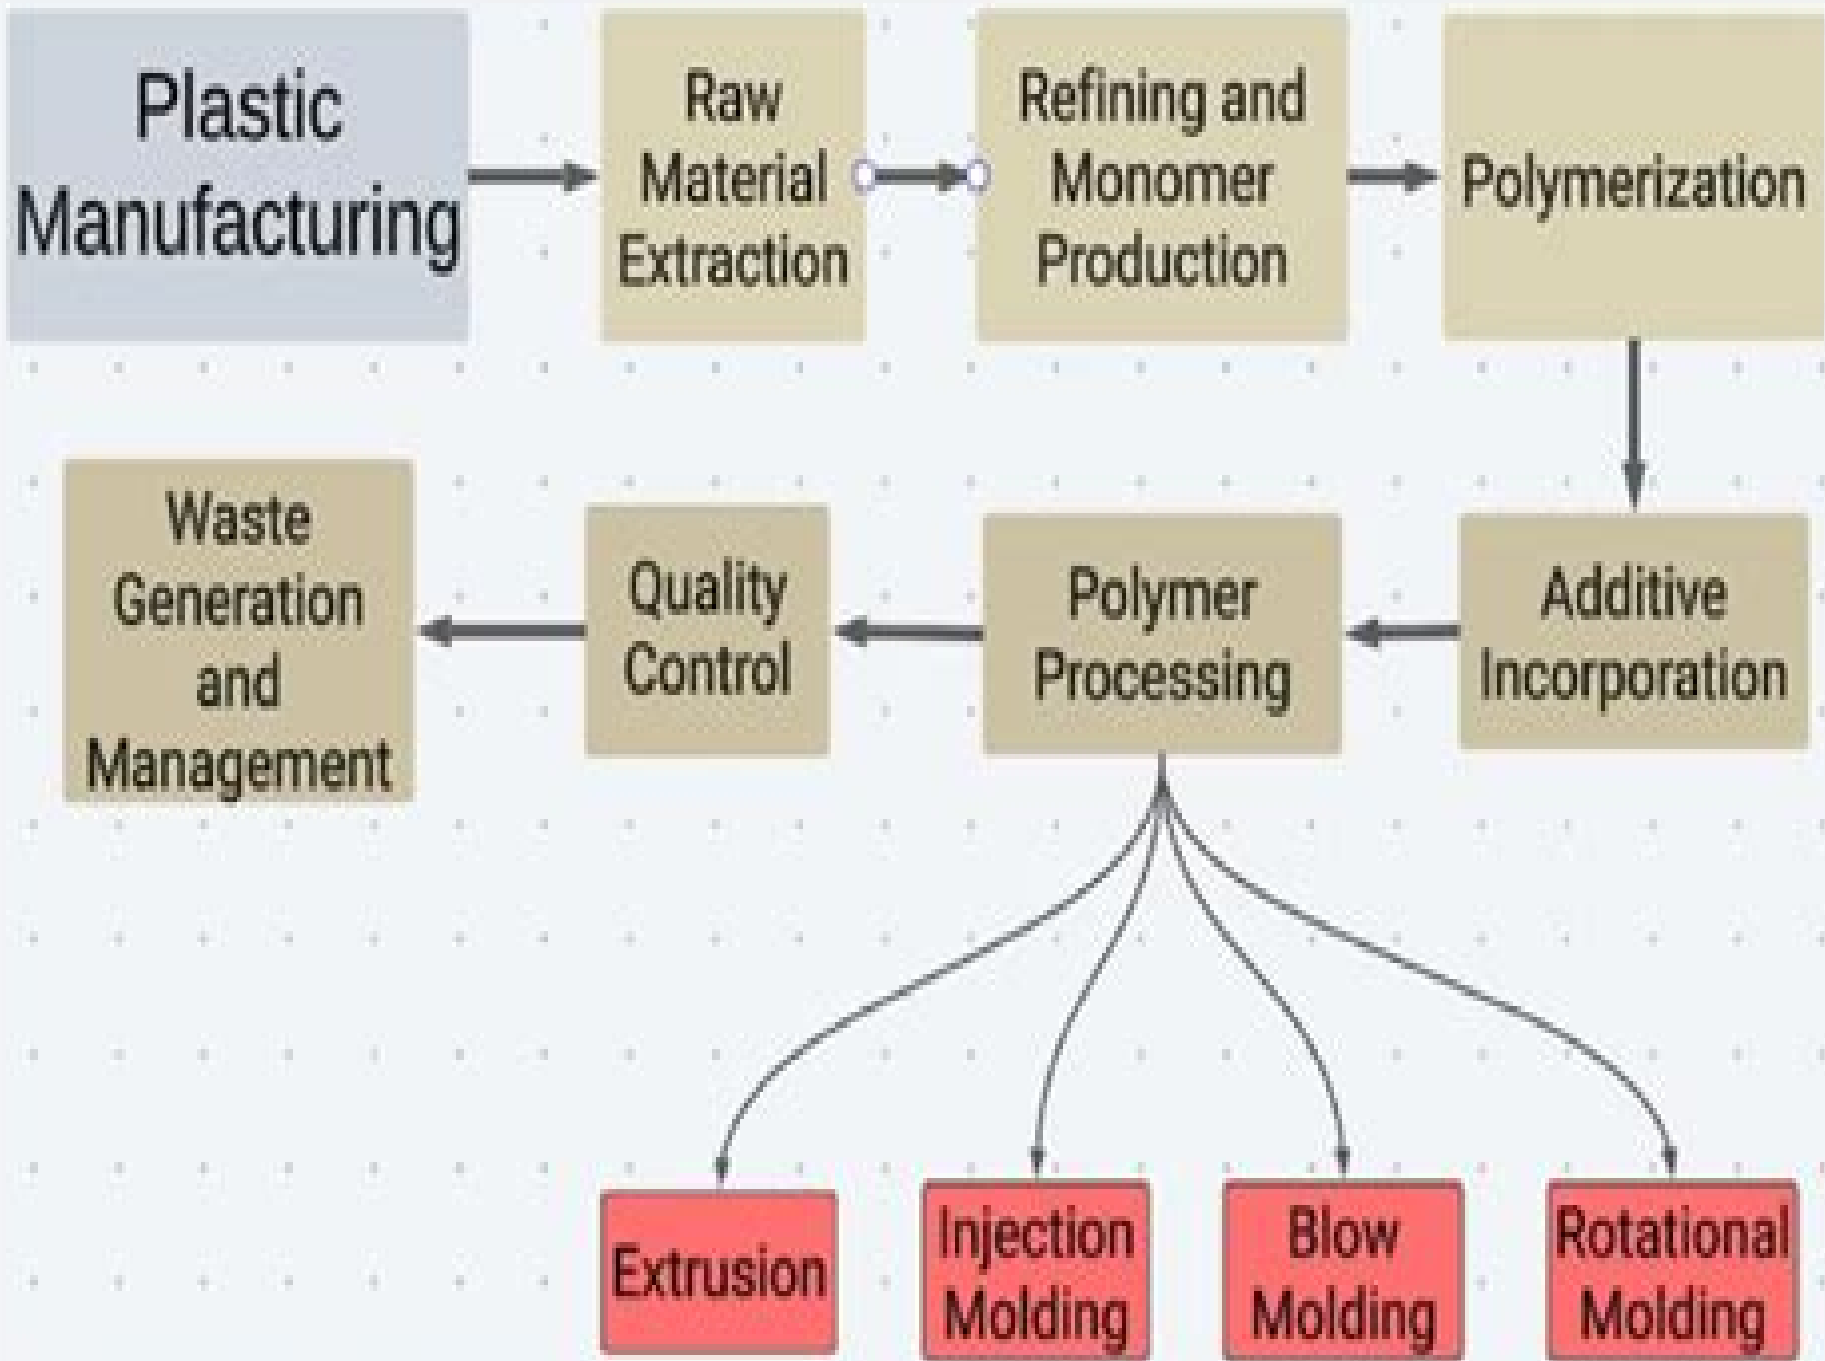 Plastic
Manufacturing
Raw
Material
Extraction
Refining and
Monomer
Production
Polymerization
Waste
Generation
and
Management
Quality
Control
Polymer
Processing
Additive
Incorporation
Extrusion
Injection
Molding
Blow
Molding
Rotational
Molding